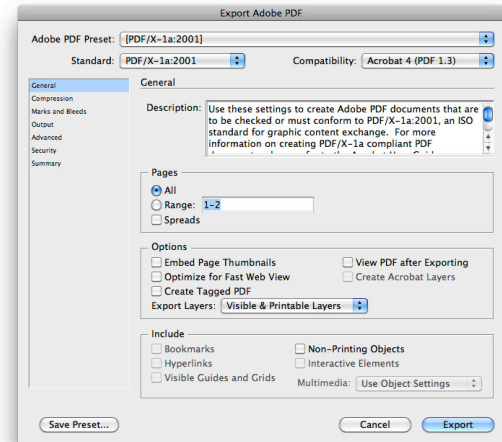 Export Adobe PDF
Adobe PDF Preset: [PDF/X-1a:2001]
Standard: PDF/X-1a:2001 Compatibility: Acrobat 4 (PDF 1.3)
General
Compression
Marks and Bleeds
Output
Advanced
Security
Summary
General
Description: Use these settings to create Adobe PDF documents that are
to be checked or must conform to PDF/X-1a:2001, an ISO
standard for graphic content exchange. For more
information on creating PDF/X-1a compliant PDF
Pages
All
Range: 1-2
Spreads
Options
Embed Page Thumbnails View PDF after Exporting
Optimize for Fast Web View Create Acrobat Layers
Create Tagged PDF
Export Layers: Visible & Printable Layers
Include
Bookmarks Non-Printing Objects
Hyperlinks Interactive Elements
Visible Guides and Grids Multimedia: Use Object Settings
Save Preset... Cancel Export